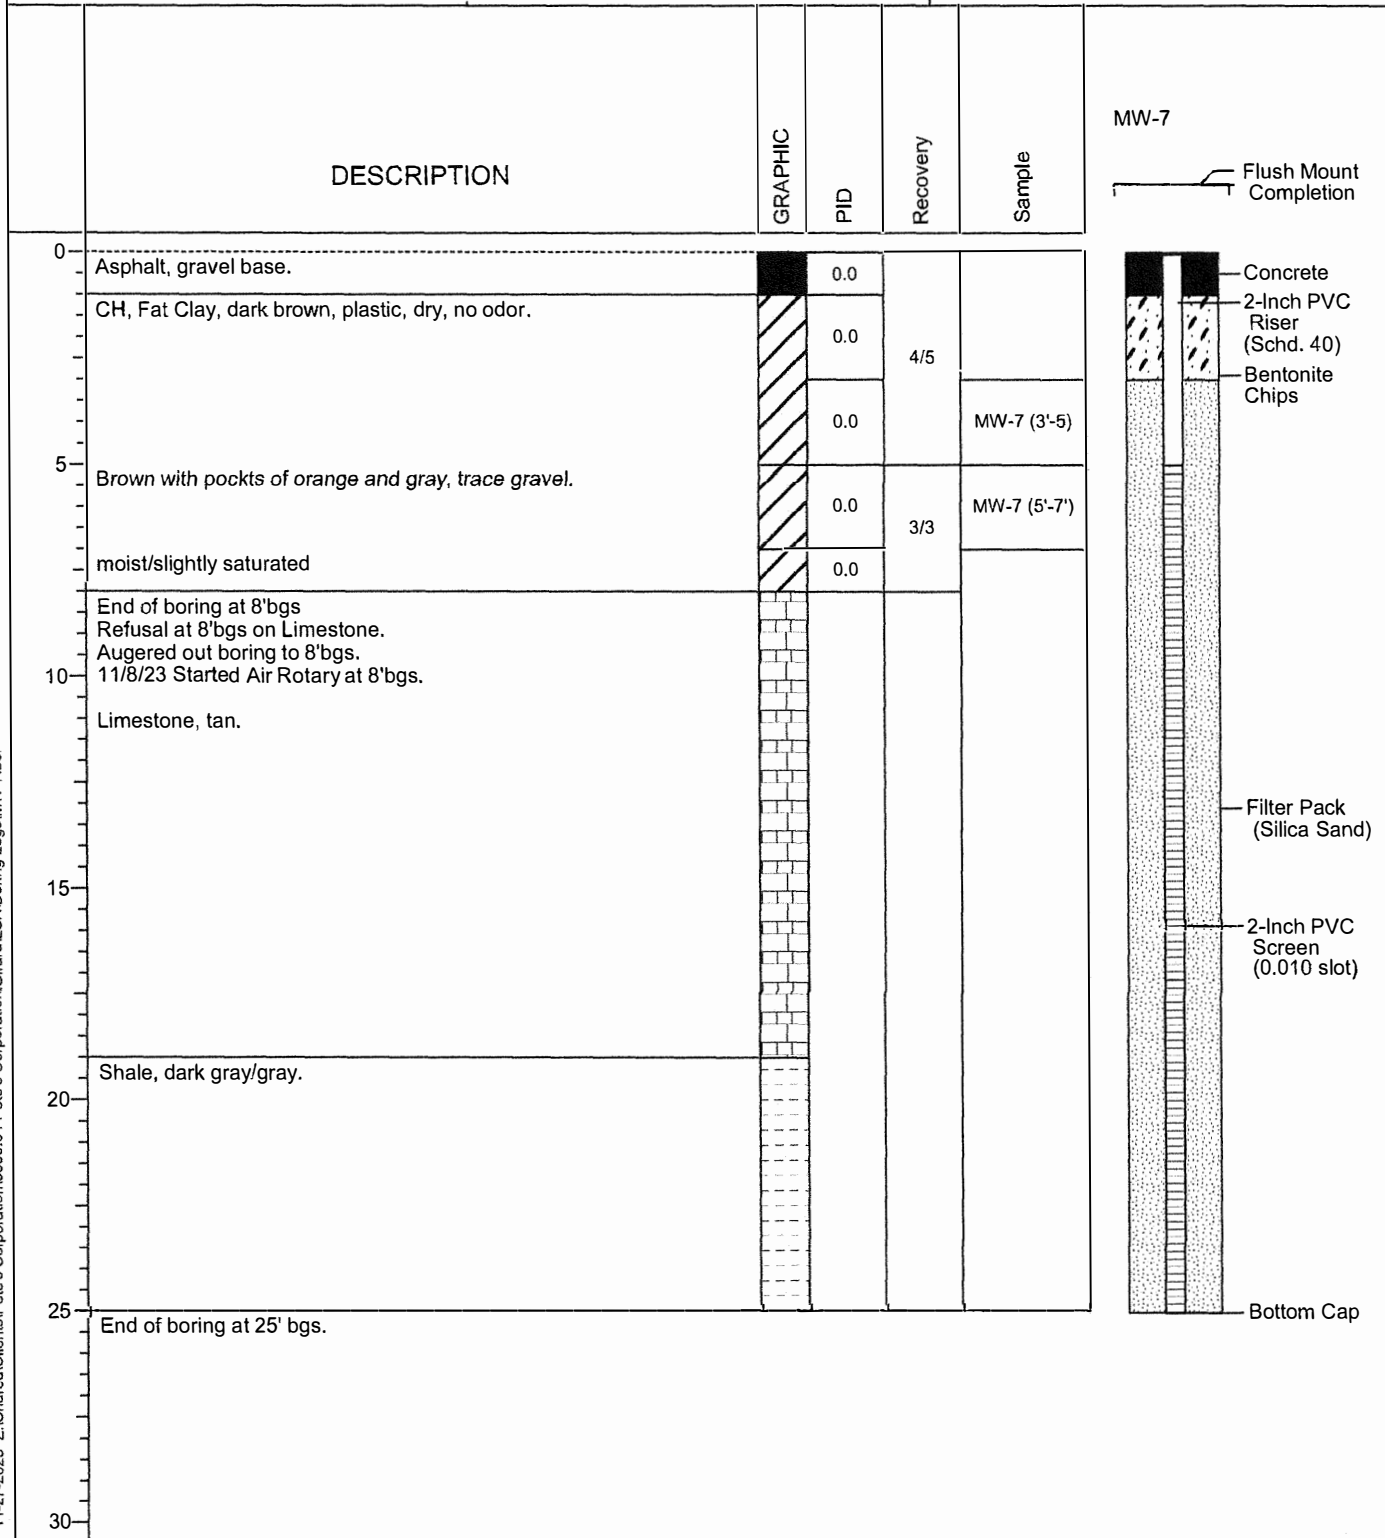 DESCRIPTION
GRAPHIC
PID
Recovery
Sample
MW-7
Flush Mount
Completion
0
Asphalt, gravel base.
0.0
Concrete
CH, Fat Clay, dark brown, plastic, dry, no odor.
0.0
4/5
2-Inch PVC
Riser
(Schd. 40)
Bentonite
Chips
0.0
MW-7 (3'-5)
5
Brown with pockts of orange and gray, trace gravel.
0.0
3/3
MW-7 (5'-7')
moist/slightly saturated
0.0
End of boring at 8'bgs
Refusal at 8'bgs on Limestone.
Augered out boring to 8'bgs.
10
11/8/23 Started Air Rotary at 8'bgs.
Limestone, tan.
Filter Pack
(Silica Sand)
15
2-Inch PVC
Screen
(0.010 slot)
Shale, dark gray/gray.
20
25
Bottom Cap
End of boring at 25' bgs.
30